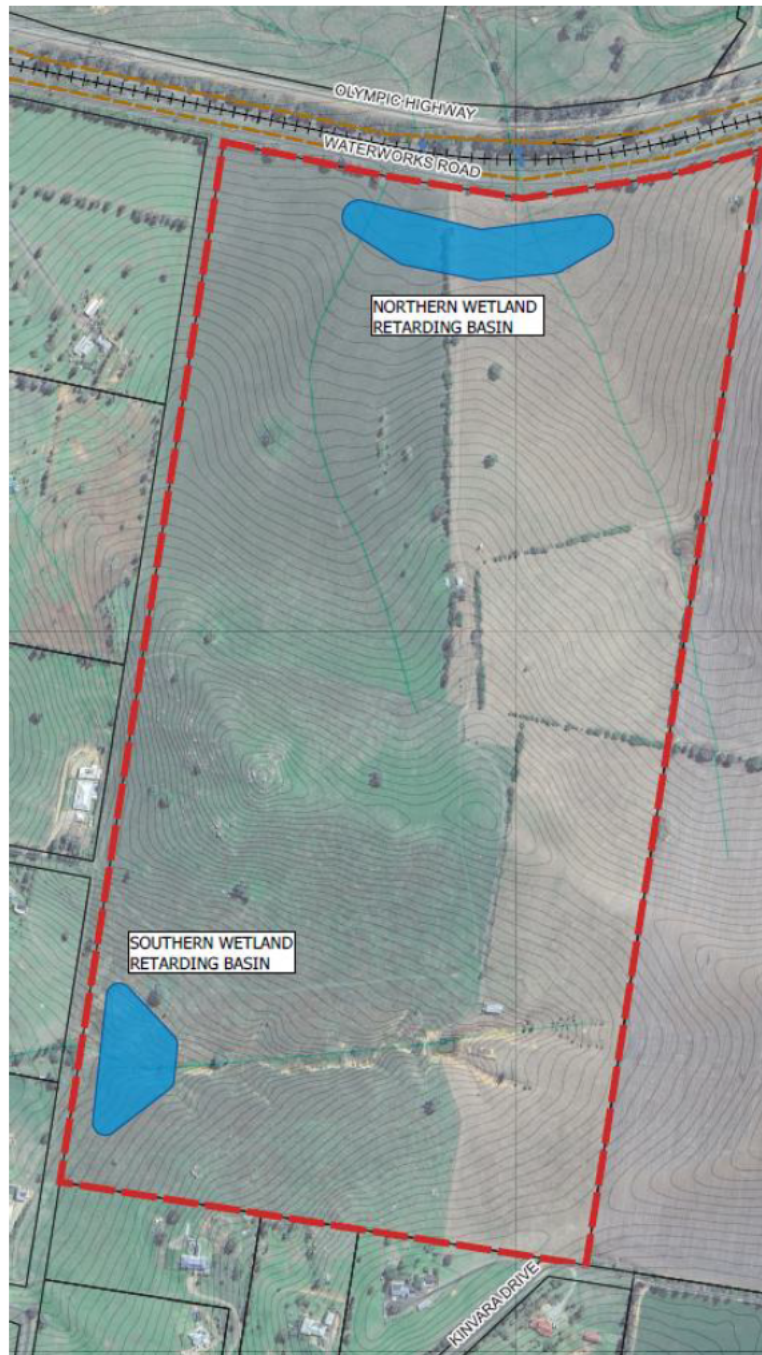 OLYMPIC HIGHWAY
WATERWORKS ROAD
NORTHERN WETLAND
RETARDING BASIN
SOUTHERN WETLAND
RETARDING BASIN
KINVARA DRIVE